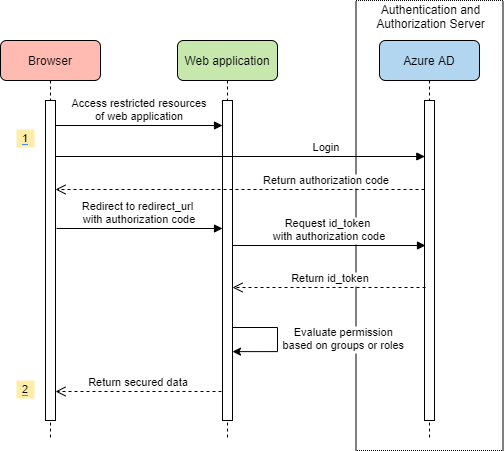 Authentication and
Authorization Server
Browser
Web application
Azure AD
Access restricted resources
of web application
1
Login
Return authorization code
Redirect to redirect_url
with authorization code
Request id_token
with authorization code
Return id_token
Evaluate permission
based on groups or roles
2
Return secured data